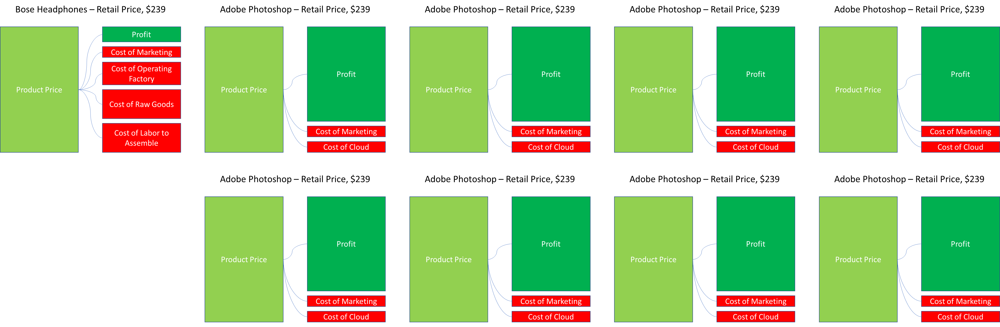 Bose Headphones – Retail Price, $239
Product Price
Profit
Cost of Marketing
Cost of Operating
Factory
Cost of Raw Goods
Cost of Labor to
Assemble
Adobe Photoshop – Retail Price, $239
Product Price
Profit
Cost of Marketing
Cost of Cloud
Adobe Photoshop – Retail Price, $239
Product Price
Profit
Cost of Marketing
Cost of Cloud
Adobe Photoshop – Retail Price, $239
Product Price
Profit
Cost of Marketing
Cost of Cloud
Adobe Photoshop – Retail Price, $239
Product Price
Profit
Cost of Marketing
Cost of Cloud
Adobe Photoshop – Retail Price, $239
Product Price
Profit
Cost of Marketing
Cost of Cloud
Adobe Photoshop – Retail Price, $239
Product Price
Profit
Cost of Marketing
Cost of Cloud
Adobe Photoshop – Retail Price, $239
Product Price
Profit
Cost of Marketing
Cost of Cloud
Adobe Photoshop – Retail Price, $239
Product Price
Profit
Cost of Marketing
Cost of Cloud